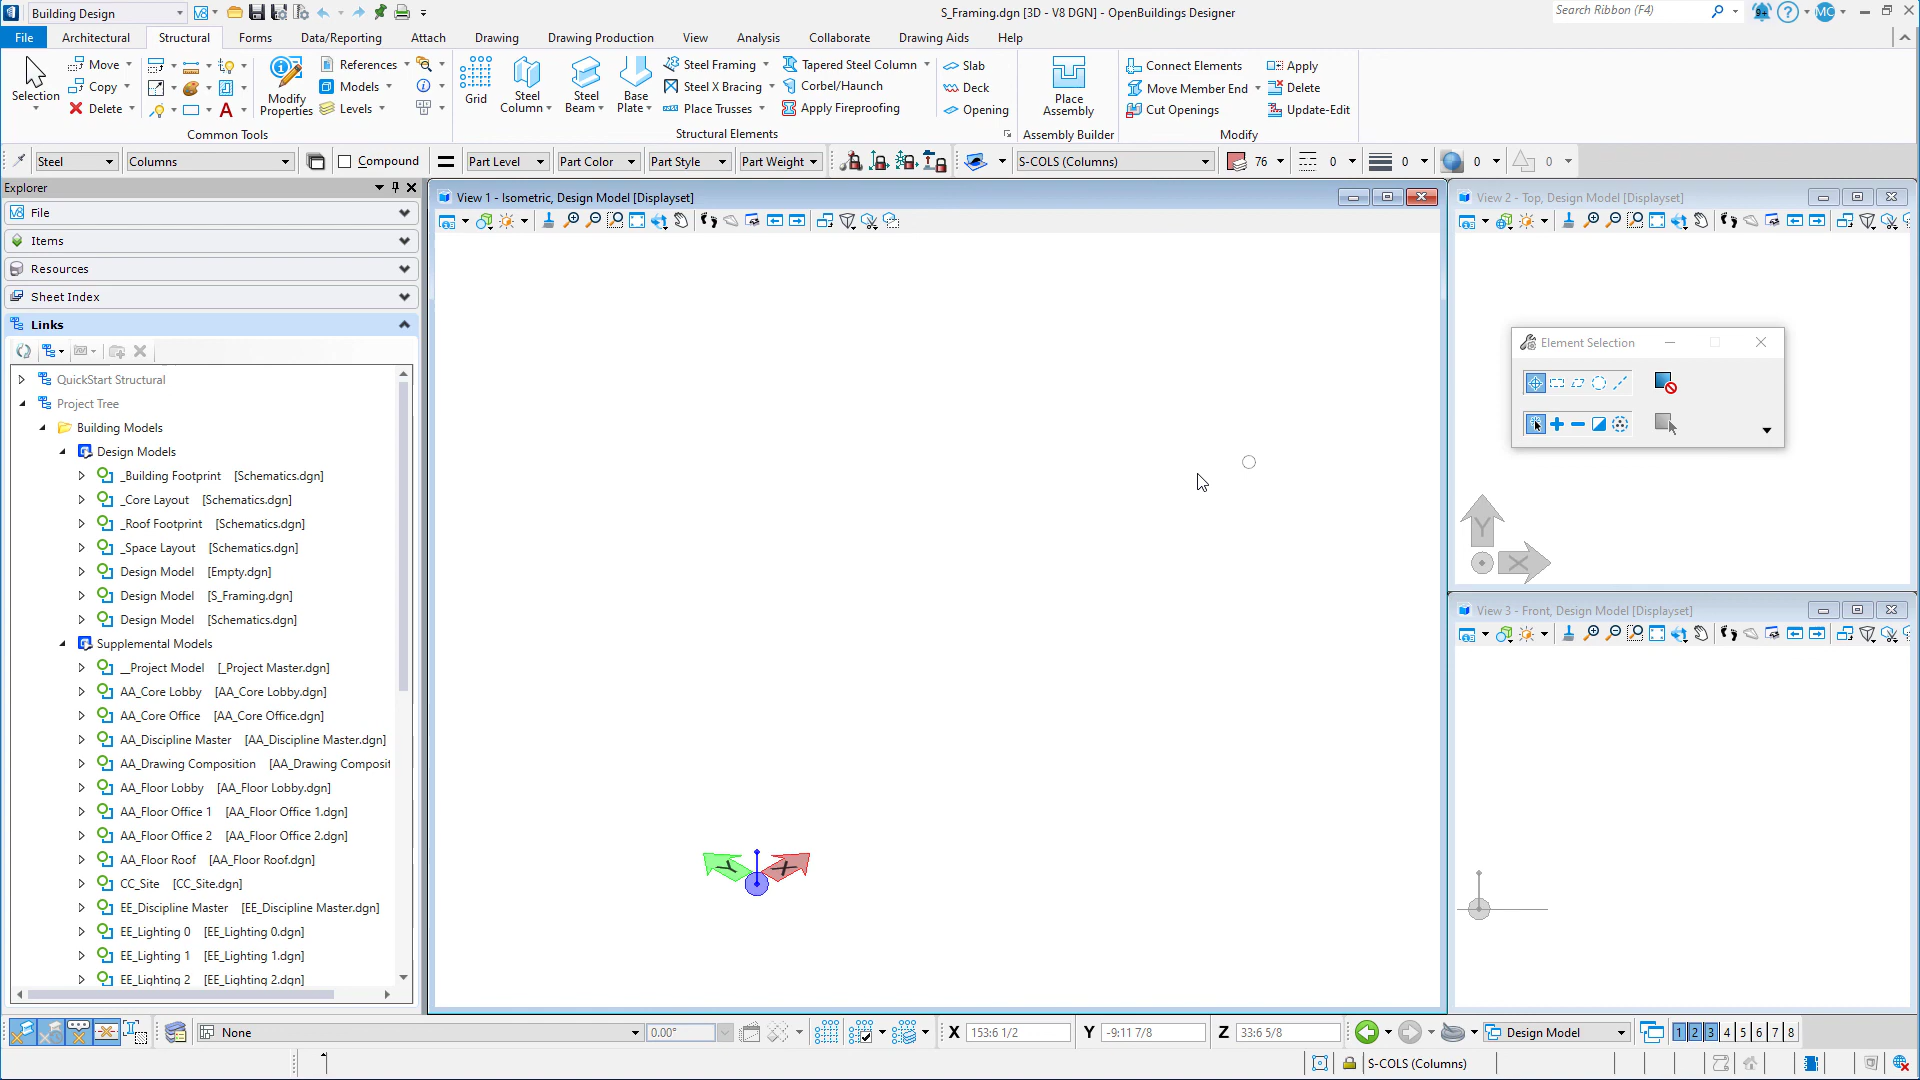 Building Design
S_Framing.dgn [3D - V8 DGN] - OpenBuildings Designer
Search Ribbon (F4)
9+
MC
File
Architectural
Structural
Forms
Data/Reporting
Attach
Drawing
Drawing Production
View
Analysis
Collaborate
Drawing Aids
Help
Selection
Move
Copy
Delete
Modify Properties
References
Models
Levels
Common Tools
Grid
Steel Column
Steel Beam
Base Plate
Steel Framing
Steel X Bracing
Place Trusses
Tapered Steel Column
Corbel/Haunch
Apply Fireproofing
Slab
Deck
Opening
Structural Elements
Place Assembly
Assembly Builder
Connect Elements
Move Member End
Cut Openings
Apply
Delete
Update-Edit
Modify
Steel
Columns
Compound
Part Level
Part Color
Part Style
Part Weight
S-COLS (Columns)
76
0
0
0
0
Explorer
File
Items
Resources
Sheet Index
Links
QuickStart Structural
Project Tree
Building Models
Design Models
_Building Footprint [Schematics.dgn]
_Core Layout [Schematics.dgn]
_Roof Footprint [Schematics.dgn]
_Space Layout [Schematics.dgn]
Design Model [Empty.dgn]
Design Model [S_Framing.dgn]
Design Model [Schematics.dgn]
Supplemental Models
__Project Model [_Project Master.dgn]
AA_Core Lobby [AA_Core Lobby.dgn]
AA_Core Office [AA_Core Office.dgn]
AA_Discipline Master [AA_Discipline Master.dgn]
AA_Drawing Composition [AA_Drawing Composit
AA_Floor Lobby [AA_Floor Lobby.dgn]
AA_Floor Office 1 [AA_Floor Office 1.dgn]
AA_Floor Office 2 [AA_Floor Office 2.dgn]
AA_Floor Roof [AA_Floor Roof.dgn]
CC_Site [CC_Site.dgn]
EE_Discipline Master [EE_Discipline Master.dgn]
EE_Lighting 0 [EE_Lighting 0.dgn]
EE_Lighting 1 [EE_Lighting 1.dgn]
EE_Lighting 2 [EE_Lighting 2.dgn]
View 1 - Isometric, Design Model [Displayset]
Y
X
View 2 - Top, Design Model [Displayset]
Element Selection
Y
X
View 3 - Front, Design Model [Displayset]
None
0.00°
X
153:6 1/2
Y
-9:11 7/8
Z
33:6 5/8
Design Model
1 2 3 4 5 6 7 8
S-COLS (Columns)